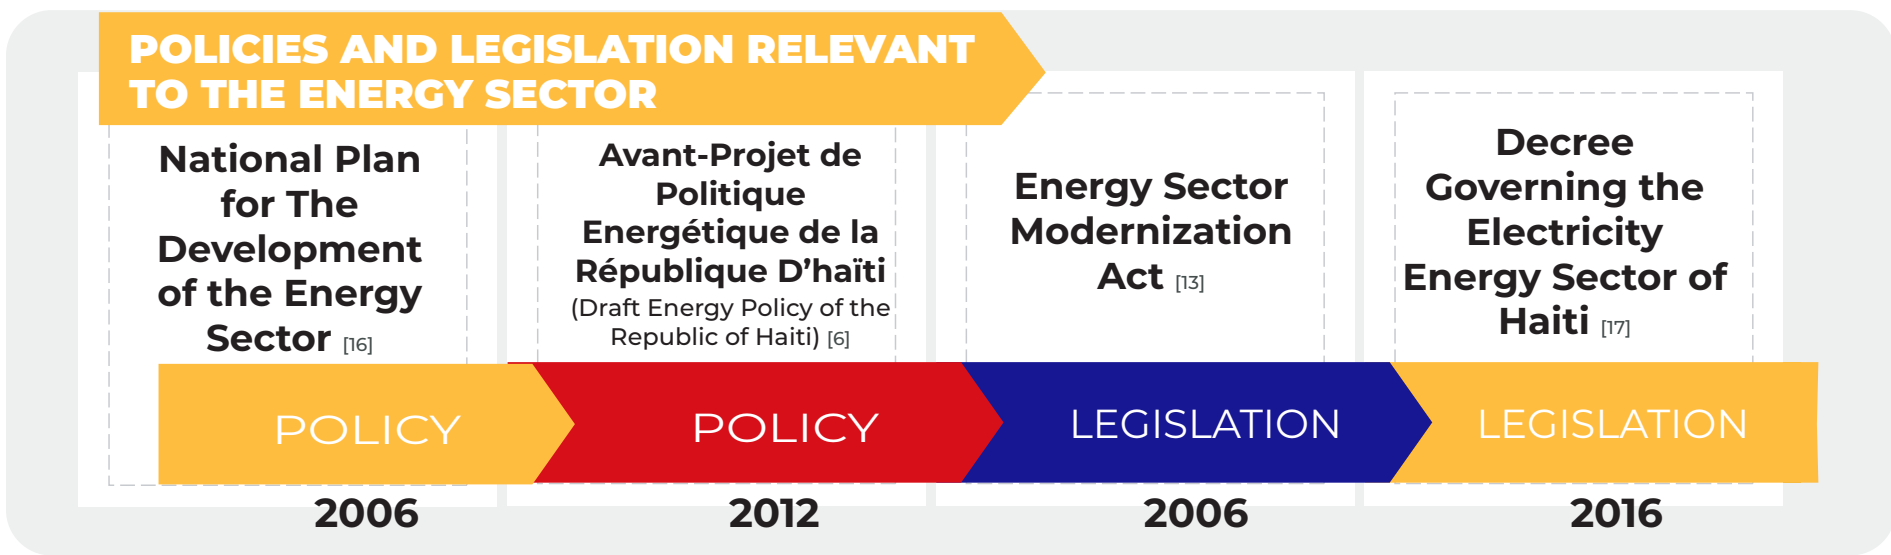 POLICIES AND LEGISLATION RELEVANT
TO THE ENERGY SECTOR
National Plan
for The
Development
of the Energy
Sector [16]
POLICY
2006
Avant-Projet de
Politique
Energétique de la
République D’haïti
(Draft Energy Policy of the
Republic of Haiti) [6]
POLICY
2012
Energy Sector
Modernization
Act [13]
LEGISLATION
2006
Decree
Governing the
Electricity
Energy Sector of
Haiti [17]
LEGISLATION
2016